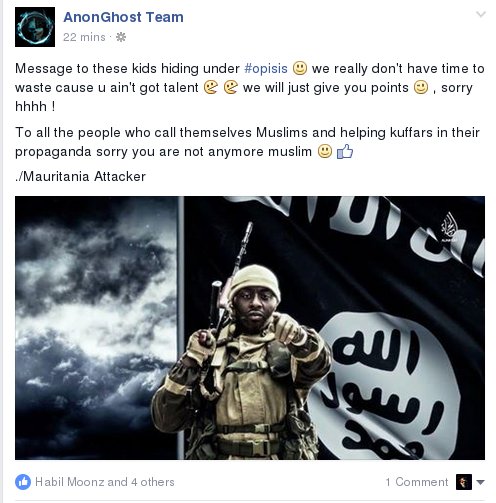 AnonGhost Team
22 mins ·
Message to these kids hiding under #opisis 🙂 we really don't have time to
waste cause u ain't got talent we will just give you points 😉 , sorry
hhhh !
To all the people who call themselves Muslims and helping kuffars in their
propaganda sorry you are not anymore muslim 🙂 👍
./Mauritania Attacker
الله
رسول
محمد
Habil Moonz and 4 others
1 Comment